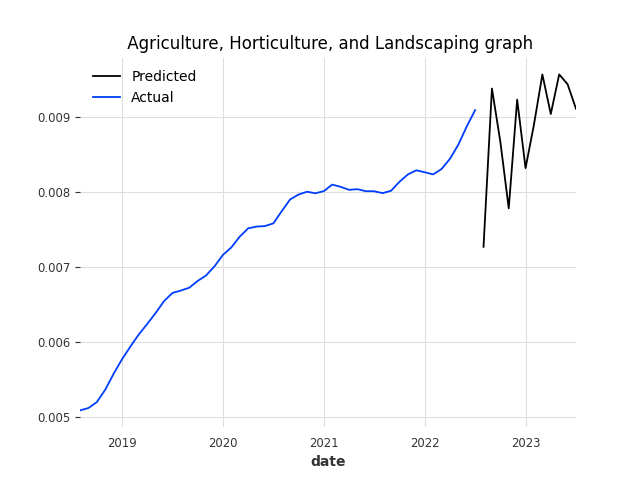 Agriculture, Horticulture, and Landscaping graph
Predicted
Actual
0.009
0.008
0.007
0.006
0.005
2019 2020 2021 2022 2023
date